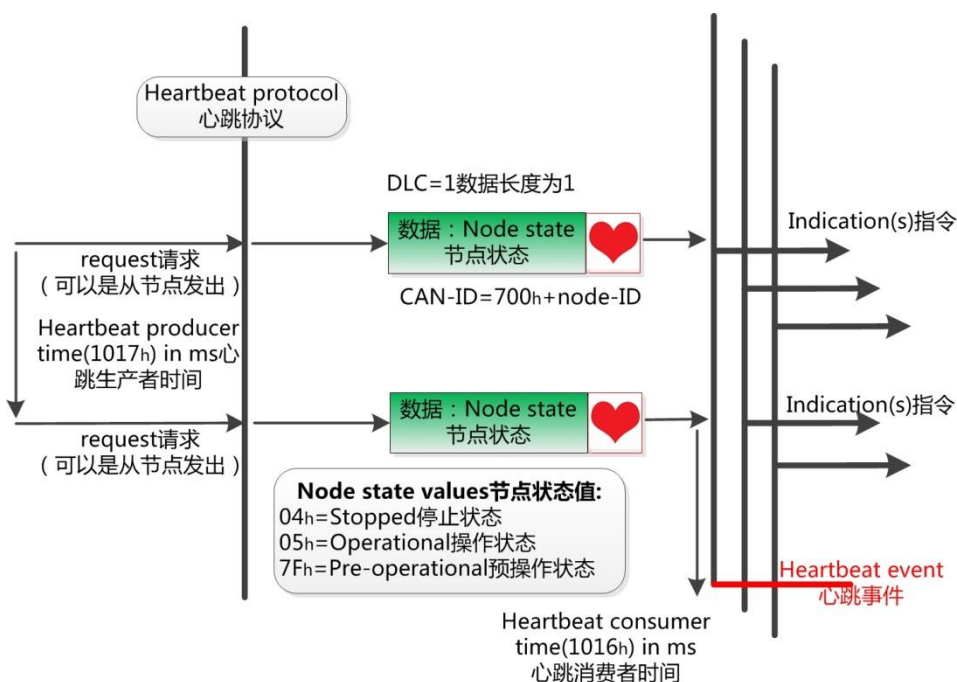 Heartbeat protocol
心跳协议
DLC=1数据长度为1
数据：Node state
节点状态
Indication(s)指令
request请求
（可以是从节点发出）
CAN-ID=700h+node-ID
Heartbeat producer
time(1017h) in ms心
跳生产者时间
数据：Node state
节点状态
Indication(s)指令
request请求
（可以是从节点发出）
Node state values节点状态值:
04h=Stopped停止状态
05h=Operational操作状态
7Fh=Pre-operational预操作状态
Heartbeat event
心跳事件
Heartbeat consumer
time(1016h) in ms
心跳消费者时间